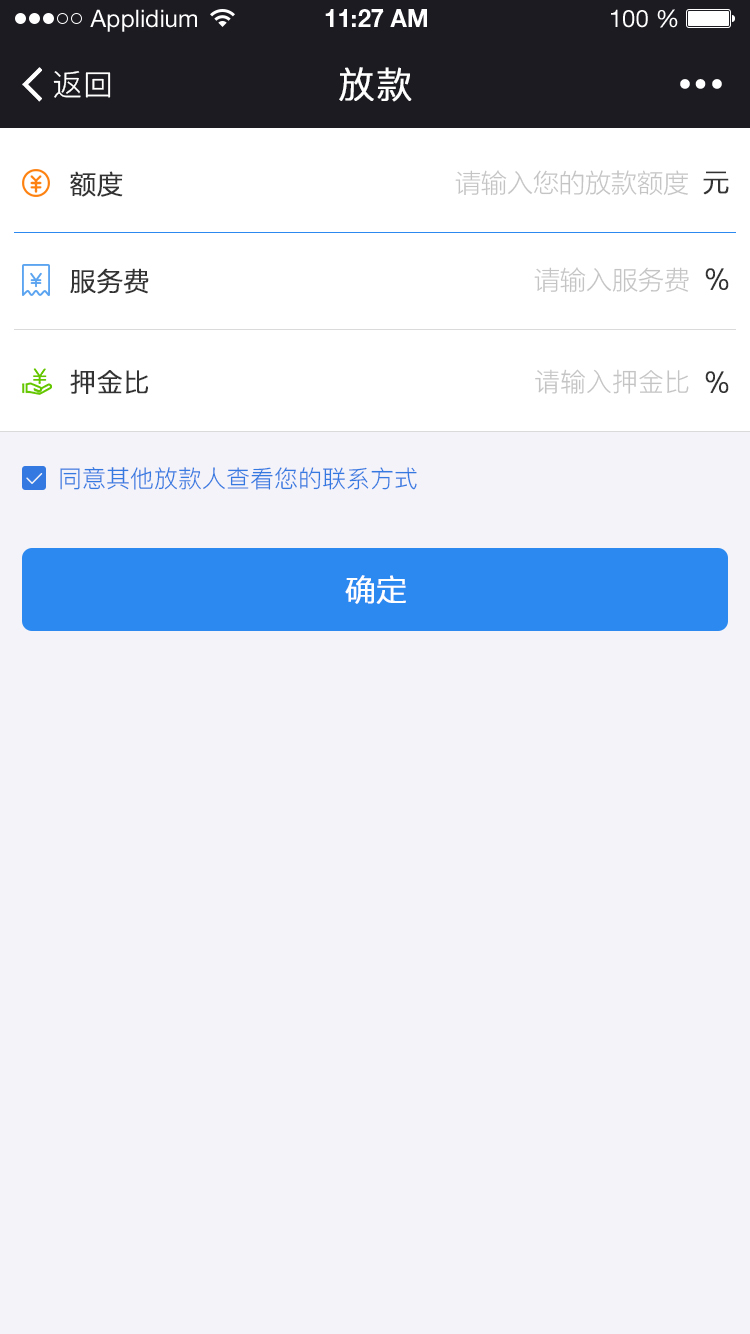 Applidium 11:27 AM 100 %
返回 放款
额度 请输入您的放款额度 元
服务费 请输入服务费 %
押金比 请输入押金比 %
同意其他放款人查看您的联系方式
确定